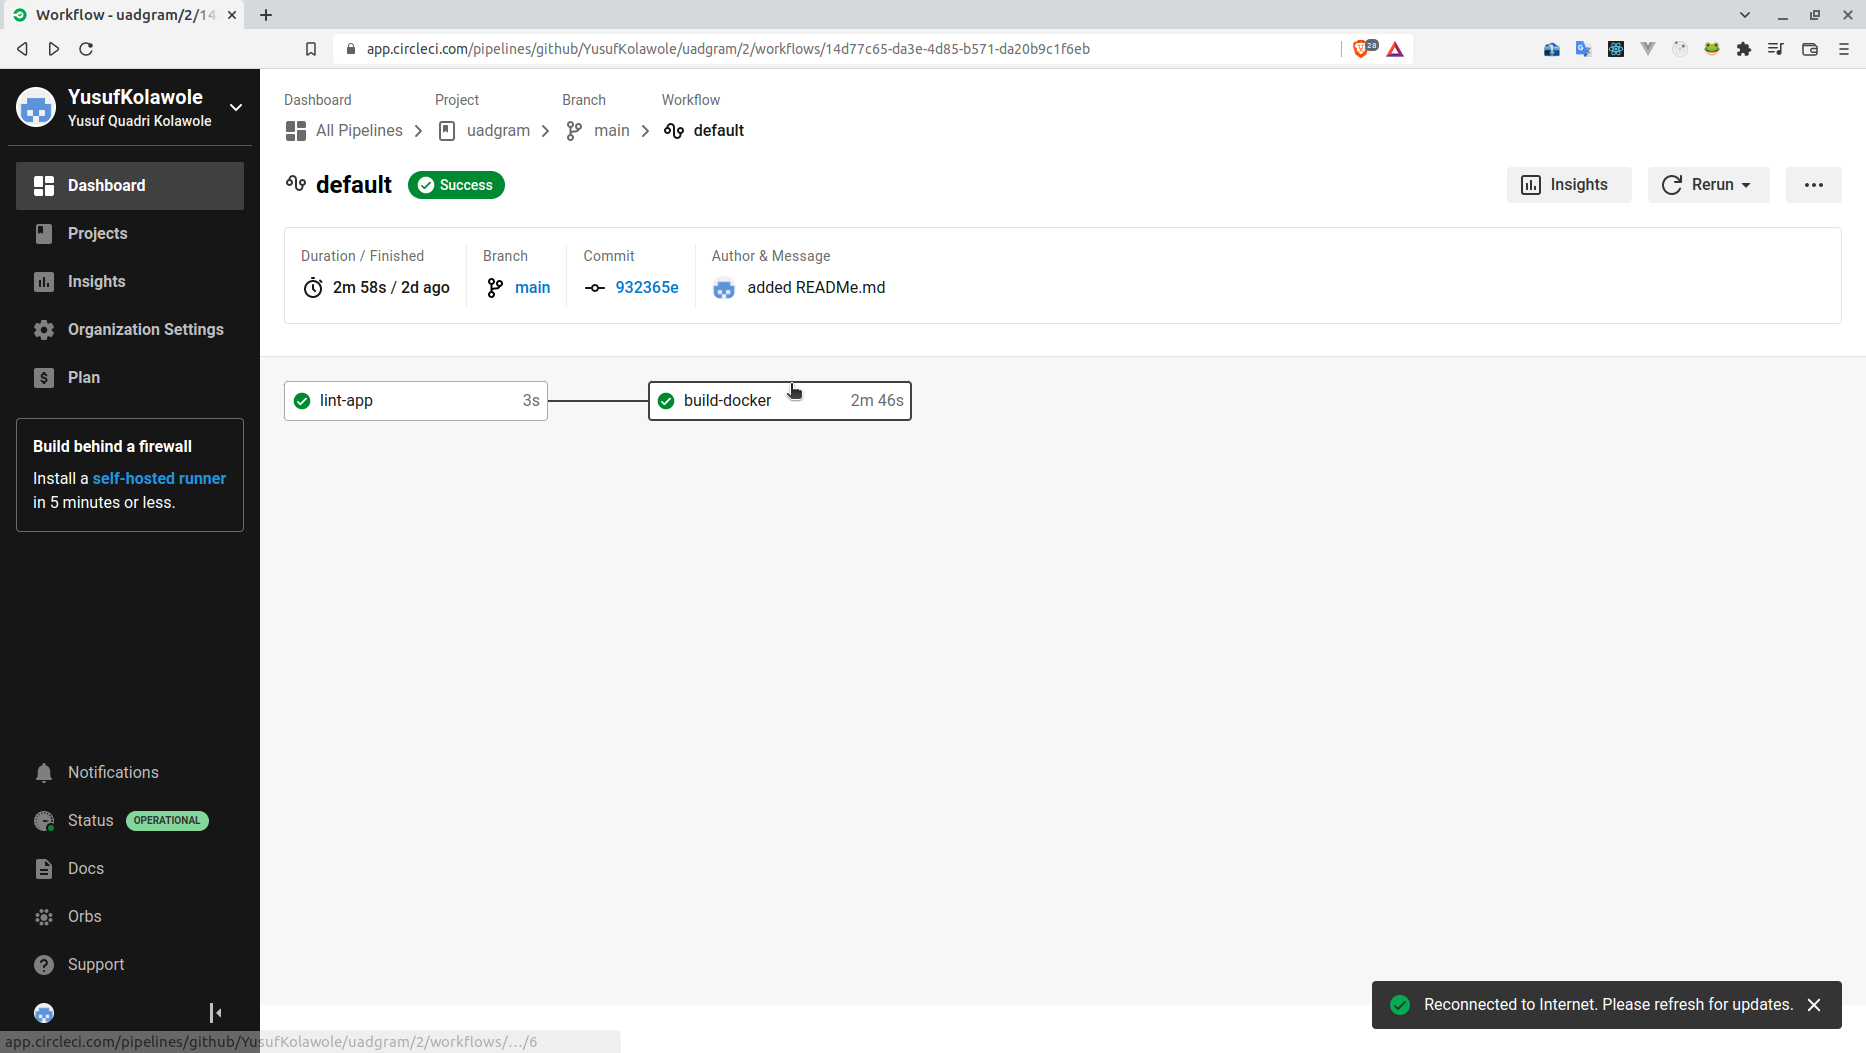 Workflow - uadgram/2/14
app.circleci.com/pipelines/github/YusufKolawole/uadgram/2/workflows/14d77c65-da3e-4d85-b571-da20b9c1f6eb
28
YusufKolawole
Yusuf Quadri Kolawole
Dashboard
Projects
Insights
Organization Settings
Plan
Build behind a firewall
Install a self-hosted runner
in 5 minutes or less.
Notifications
Status OPERATIONAL
Docs
Orbs
Support
Dashboard Project Branch Workflow
All Pipelines uadgram main default
default Success
Insights Rerun
Duration / Finished Branch Commit Author & Message
2m 58s / 2d ago main 932365e added READMe.md
lint-app 3s build-docker 2m 46s
Reconnected to Internet. Please refresh for updates.
app.circleci.com/pipelines/github/YusufKolawole/uadgram/2/workflows/…/6